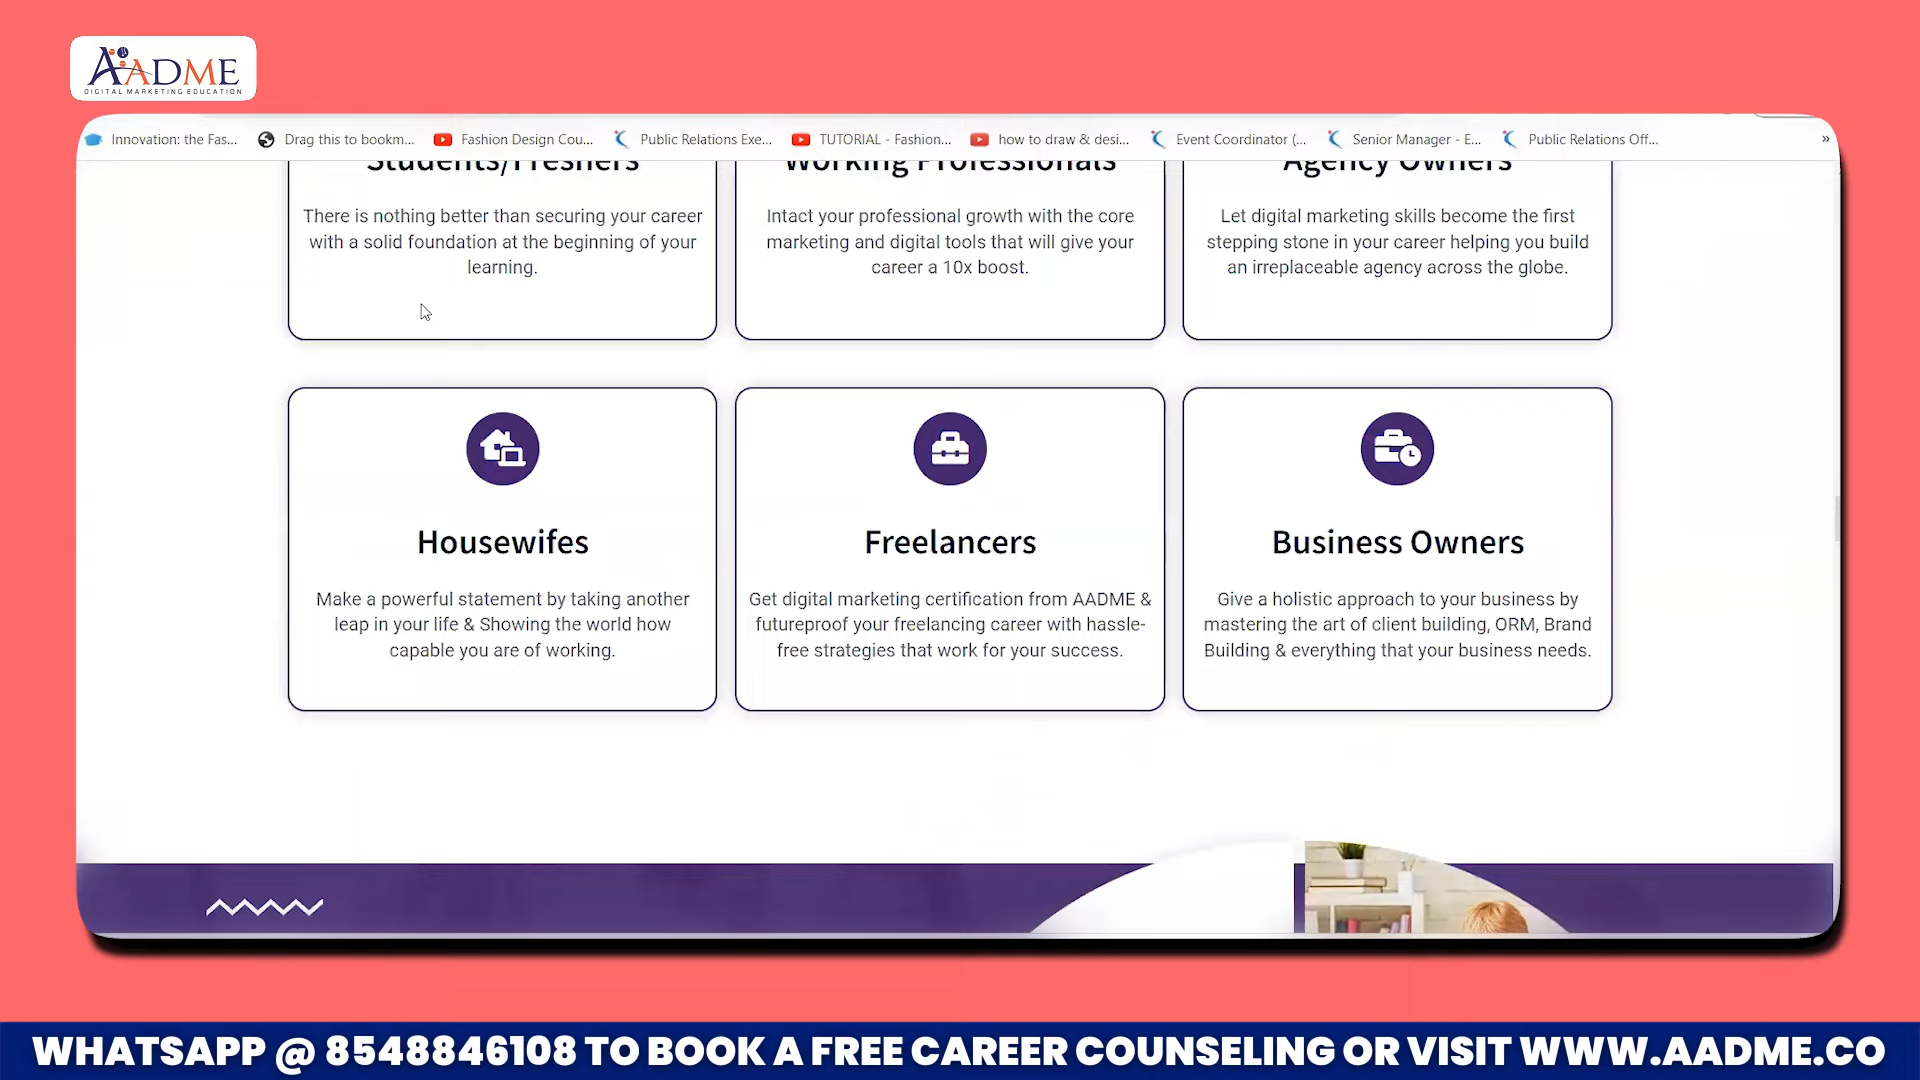 AADME
DIGITAL MARKETING EDUCATION
Innovation: the Fas... Drag this to bookm... Fashion Design Cou... Public Relations Exe... TUTORIAL - Fashion... how to draw & desi... Event Coordinator (... Senior Manager - E... Public Relations Off... »
Students/Freshers
There is nothing better than securing your career
with a solid foundation at the beginning of your
learning.
Working Professionals
Intact your professional growth with the core
marketing and digital tools that will give your
career a 10x boost.
Agency Owners
Let digital marketing skills become the first
stepping stone in your career helping you build
an irreplaceable agency across the globe.
Housewifes
Make a powerful statement by taking another
leap in your life & Showing the world how
capable you are of working.
Freelancers
Get digital marketing certification from AADME &
futureproof your freelancing career with hassle-
free strategies that work for your success.
Business Owners
Give a holistic approach to your business by
mastering the art of client building, ORM, Brand
Building & everything that your business needs.
WHATSAPP @ 8548846108 TO BOOK A FREE CAREER COUNSELING OR VISIT WWW.AADME.CO